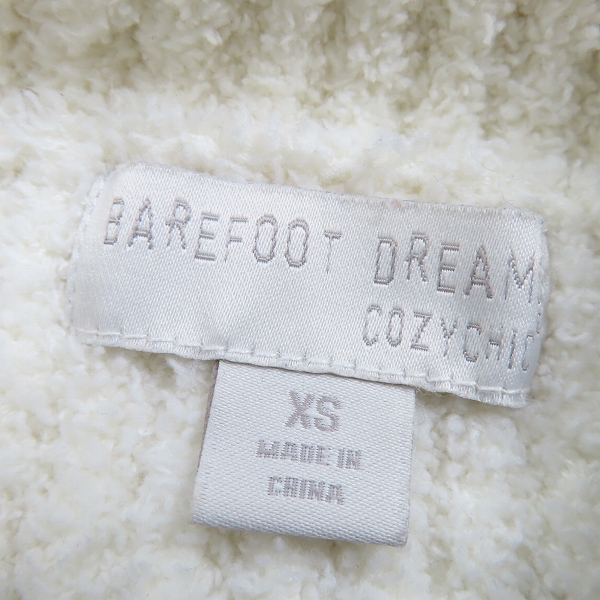 BAREFOOT DREAMS
COZYCHIC
XS
MADE IN
CHINA